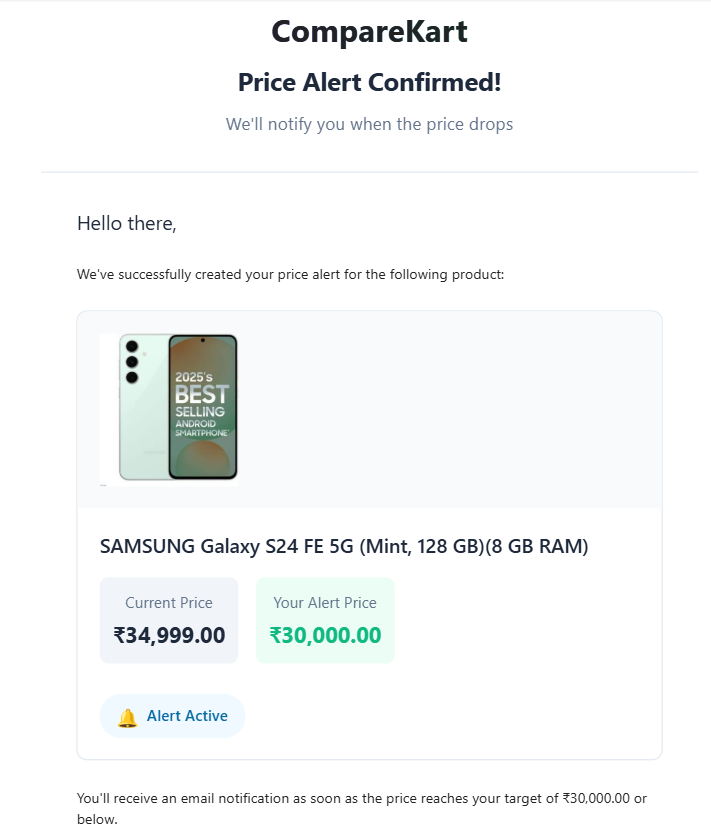 CompareKart
Price Alert Confirmed!
We'll notify you when the price drops
Hello there,
We've successfully created your price alert for the following product:
2025's
BEST
SELLING
ANDROID
SMARTPHONE
SAMSUNG Galaxy S24 FE 5G (Mint, 128 GB)(8 GB RAM)
Current Price
₹34,999.00
Your Alert Price
₹30,000.00
Alert Active
You'll receive an email notification as soon as the price reaches your target of ₹30,000.00 or
below.